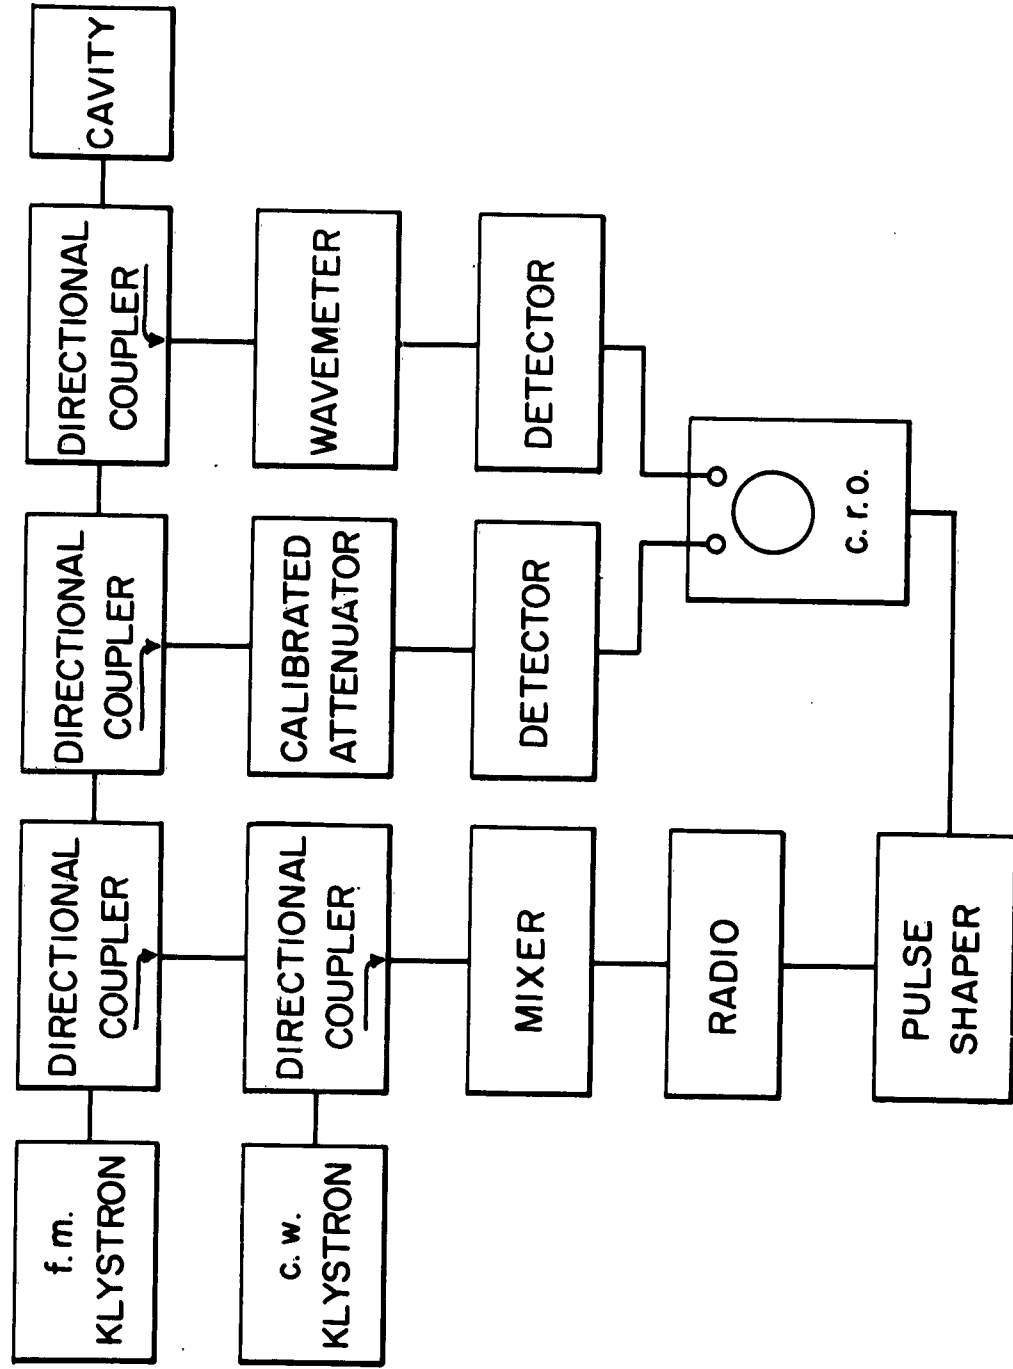 f.m.
KLYSTRON
DIRECTIONAL
COUPLER
DIRECTIONAL
COUPLER
DIRECTIONAL
COUPLER
CAVITY
c.w.
KLYSTRON
DIRECTIONAL
COUPLER
CALIBRATED
ATTENUATOR
WAVEMETER
MIXER
DETECTOR
DETECTOR
RADIO
c.r.o.
PULSE
SHAPER